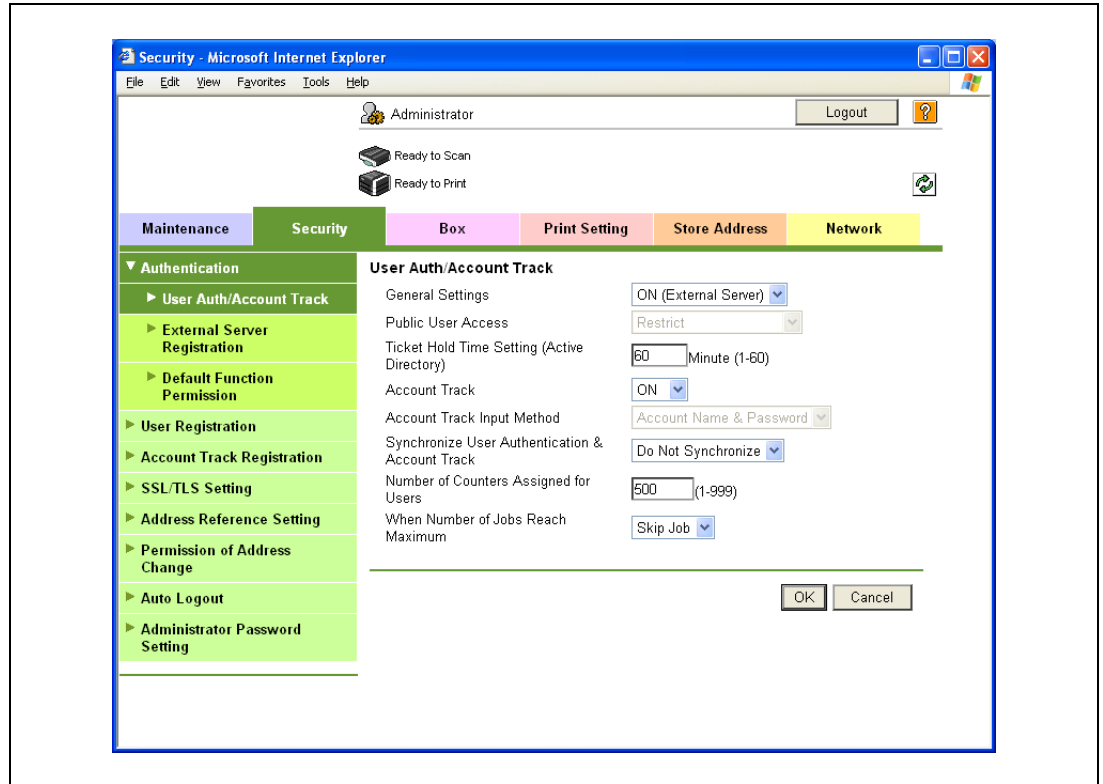 Security - Microsoft Internet Explorer
File Edit View Favorites Tools Help
Administrator
Logout
?
Ready to Scan
Ready to Print
Maintenance Security Box Print Setting Store Address Network
Authentication
User Auth/Account Track
External Server
Registration
Default Function
Permission
User Registration
Account Track Registration
SSL/TLS Setting
Address Reference Setting
Permission of Address
Change
Auto Logout
Administrator Password
Setting
User Auth/Account Track
General Settings ON (External Server)
Public User Access Restrict
Ticket Hold Time Setting (Active
Directory) 60 Minute (1-60)
Account Track ON
Account Track Input Method Account Name & Password
Synchronize User Authentication &
Account Track Do Not Synchronize
Number of Counters Assigned for
Users 500 (1-999)
When Number of Jobs Reach
Maximum Skip Job
OK Cancel